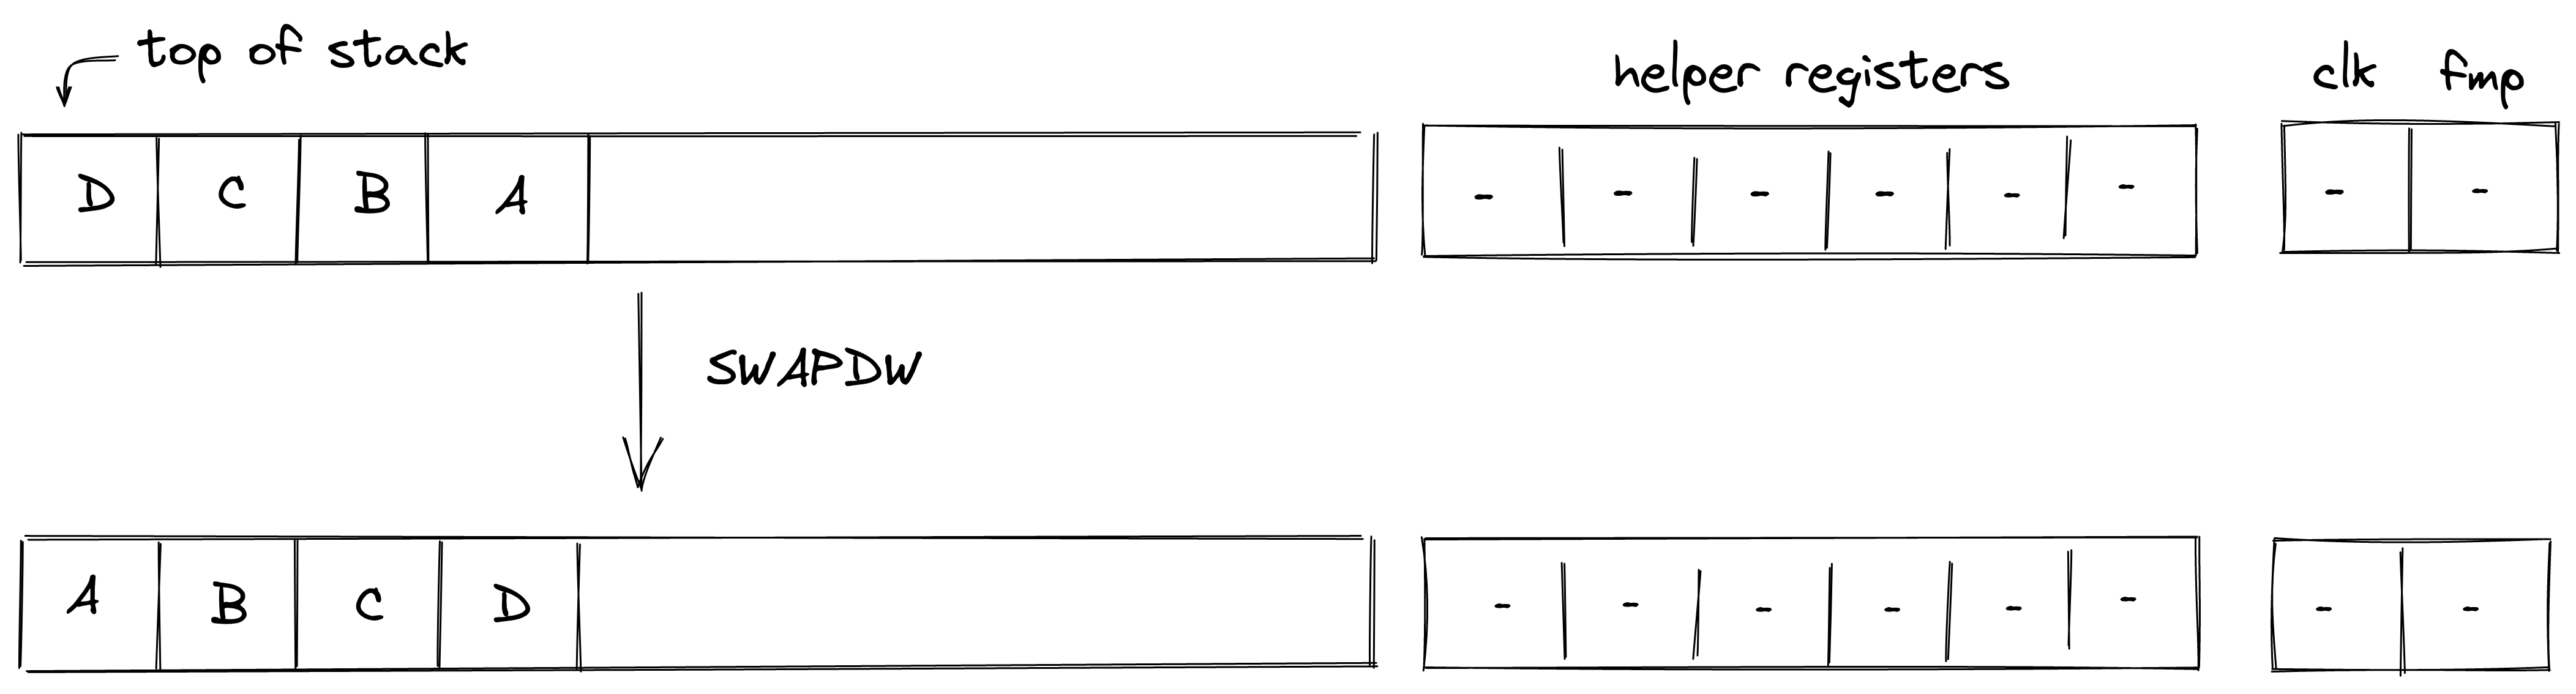 top of stack
helper registers
clk fmp
D C B A
- - - - - -
- -
SWAPDW
A B C D
- - - - - -
- -